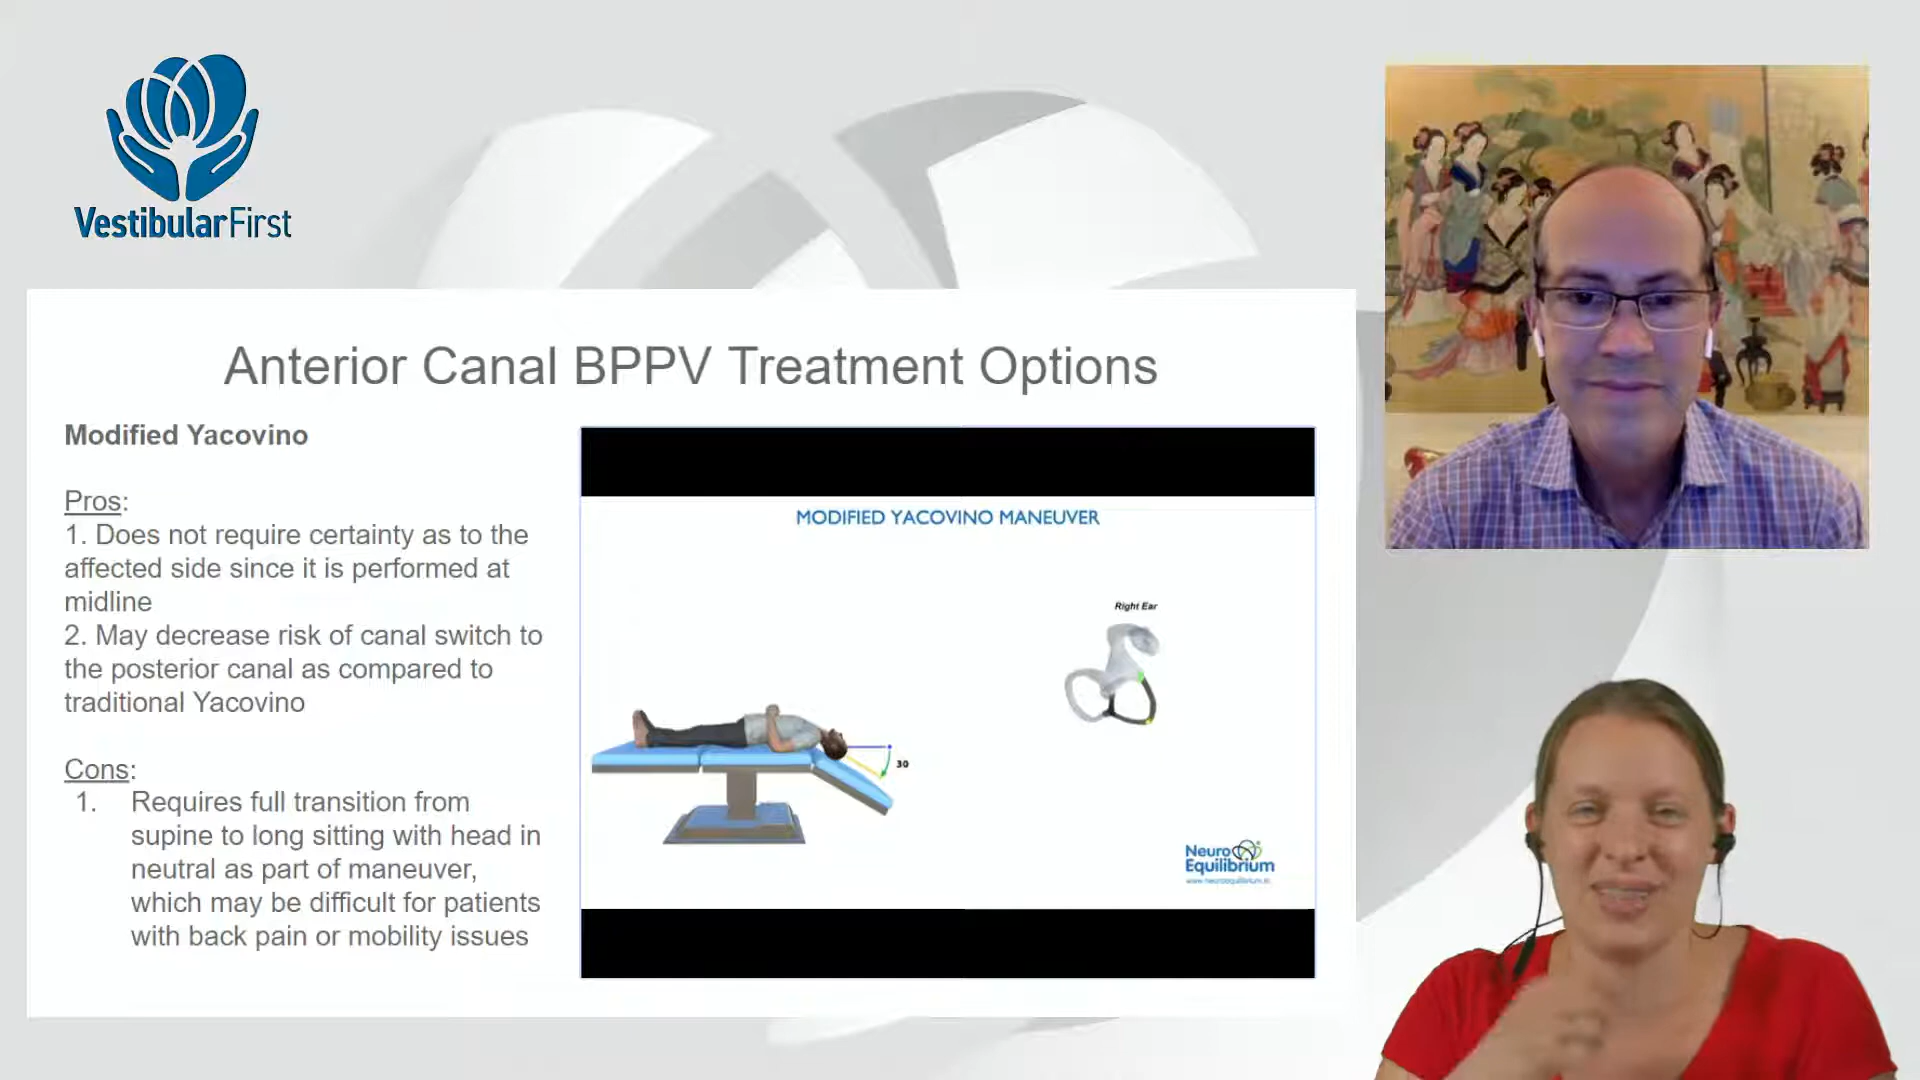 VestibularFirst
Anterior Canal BPPV Treatment Options
Modified Yacovino
Pros:
1. Does not require certainty as to the
affected side since it is performed at
midline
2. May decrease risk of canal switch to
the posterior canal as compared to
traditional Yacovino
Cons:
1. Requires full transition from
supine to long sitting with head in
neutral as part of maneuver,
which may be difficult for patients
with back pain or mobility issues
MODIFIED YACOVINO MANEUVER
Right Ear
30
Neuro
Equilibrium
www.neuroequilibrium.in